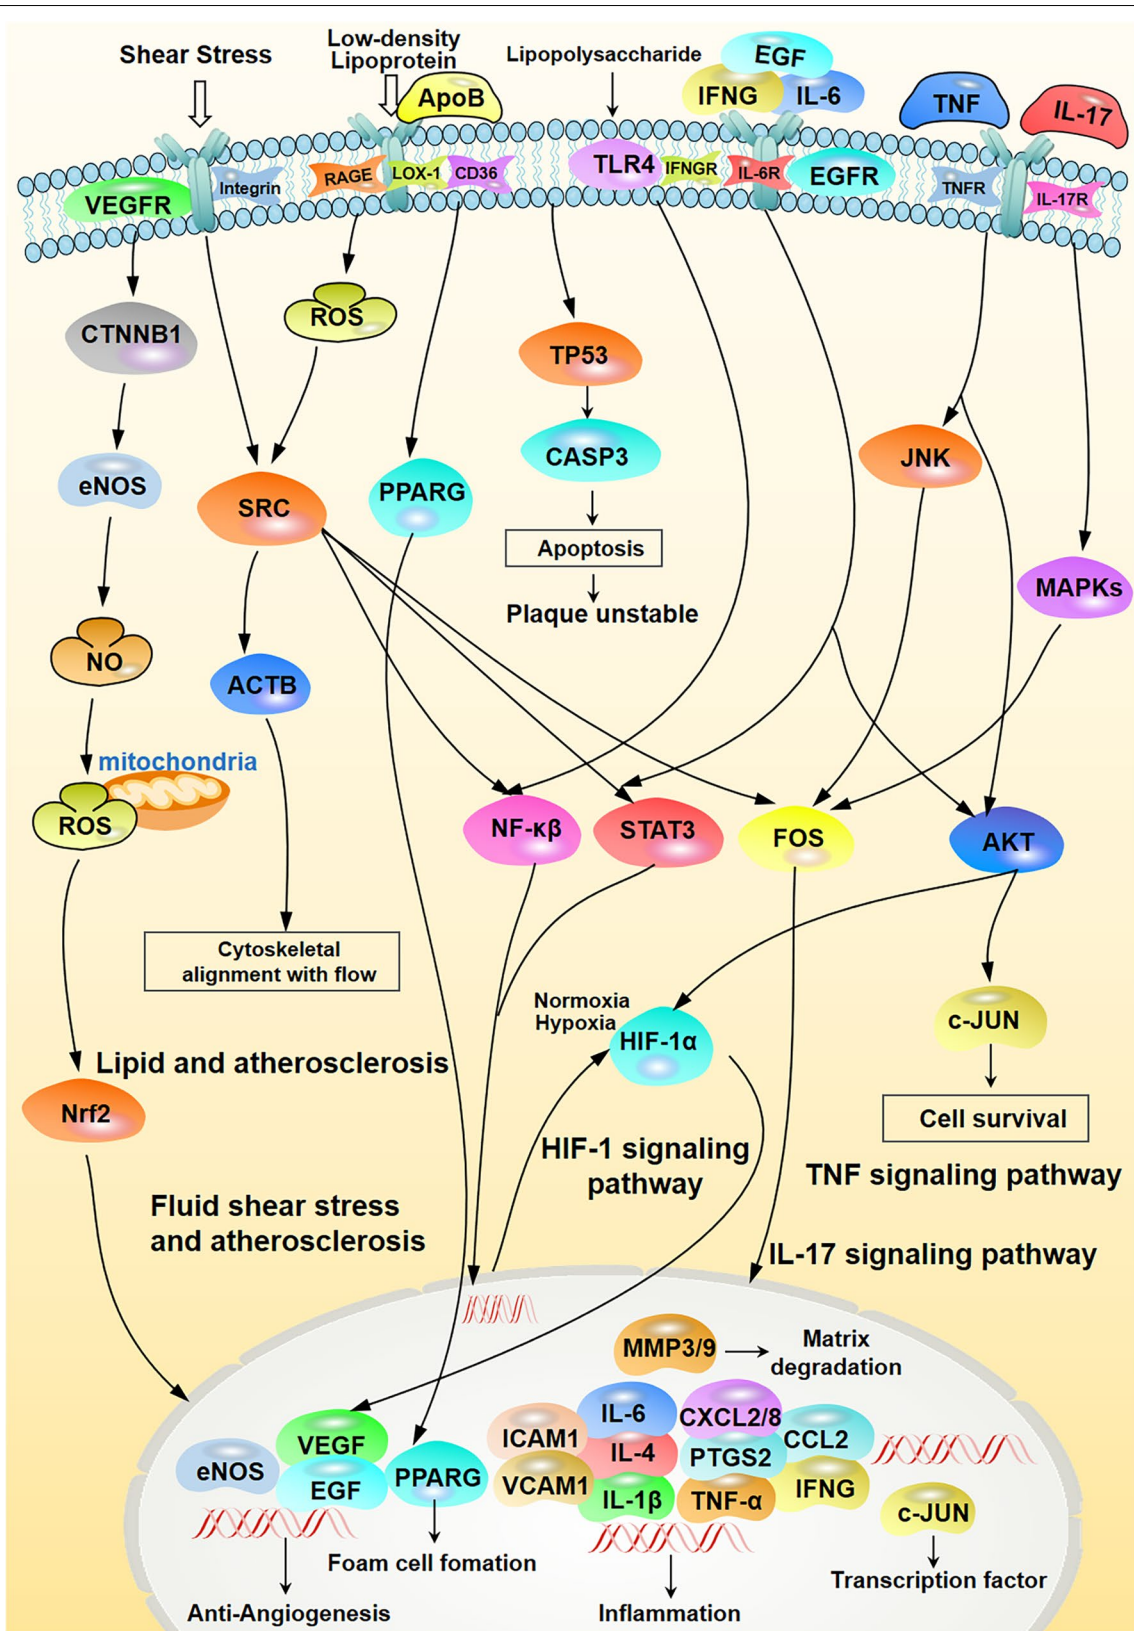 Shear Stress
Low-density
Lipoprotein
ApoB
Lipopolysaccharide
EGF
IFNG
IL-6
TNF
IL-17
VEGFR
Integrin
RAGE
LOX-1
CD36
TLR4
IFNGR
IL-6R
EGFR
TNFR
IL-17R
CTNNB1
ROS
TP53
eNOS
SRC
PPARG
CASP3
JNK
Apoptosis
MAPKs
Plaque unstable
NO
ACTB
mitochondria
ROS
NF-κβ
STAT3
FOS
AKT
Cytoskeletal
alignment with flow
Normoxia
Hypoxia
HIF-1α
c-JUN
Lipid and atherosclerosis
Nrf2
Cell survival
HIF-1 signaling
pathway
TNF signaling pathway
Fluid shear stress
and atherosclerosis
IL-17 signaling pathway
MMP3/9
Matrix
degradation
VEGF
eNOS
EGF
PPARG
ICAM1
VCAM1
IL-6
IL-4
IL-1β
CXCL2/8
PTGS2
TNF-α
CCL2
IFNG
c-JUN
Foam cell fomation
Transcription factor
Anti-Angiogenesis
Inflammation